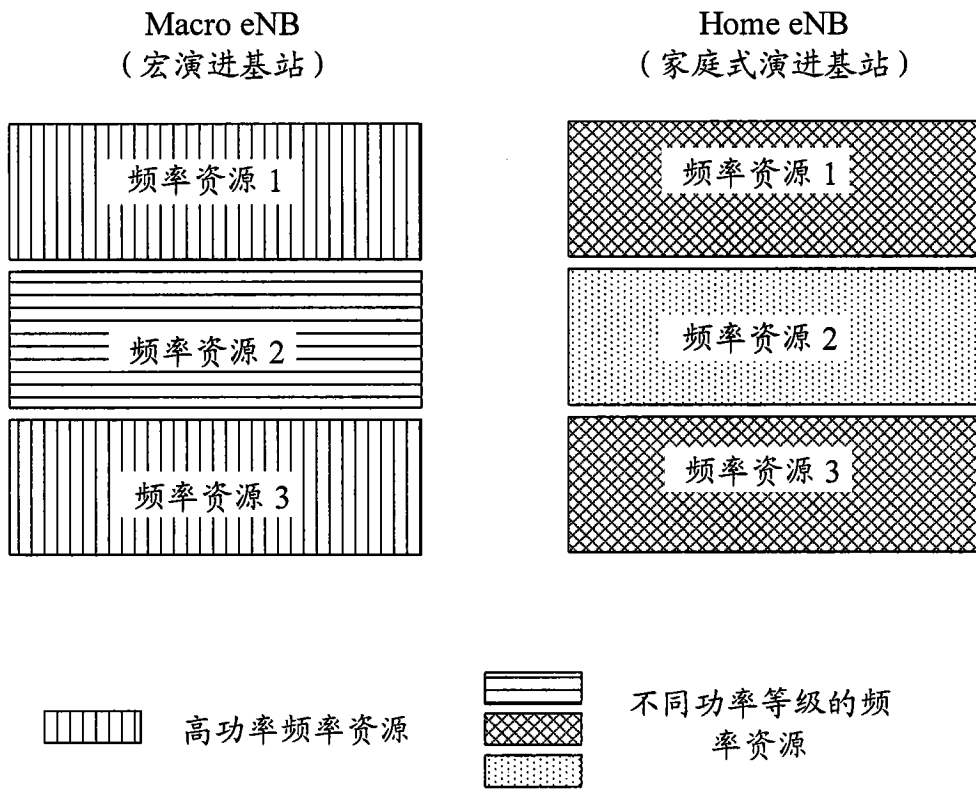 Macro eNB
（宏演进基站）
Home eNB
（家庭式演进基站）
频率资源 1
频率资源 2
频率资源 3
频率资源 1
频率资源 2
频率资源 3
高功率频率资源
不同功率等级的频
率资源